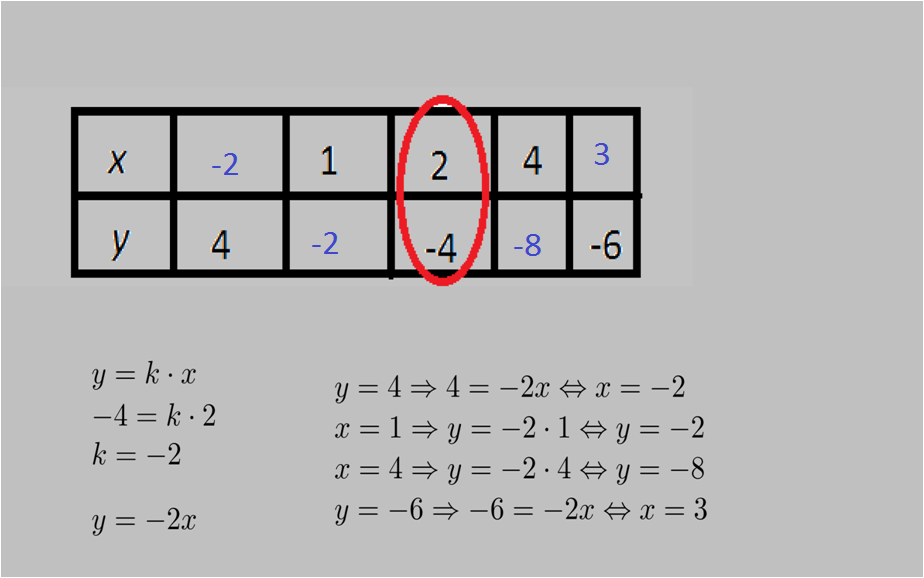 x -2 1 2 4 3
y 4 -2 -4 -8 -6
y = k · x
-4 = k · 2
k = -2
y = -2x
y = 4 ⇒ 4 = -2x ⇔ x = -2
x = 1 ⇒ y = -2 · 1 ⇔ y = -2
x = 4 ⇒ y = -2 · 4 ⇔ y = -8
y = -6 ⇒ -6 = -2x ⇔ x = 3